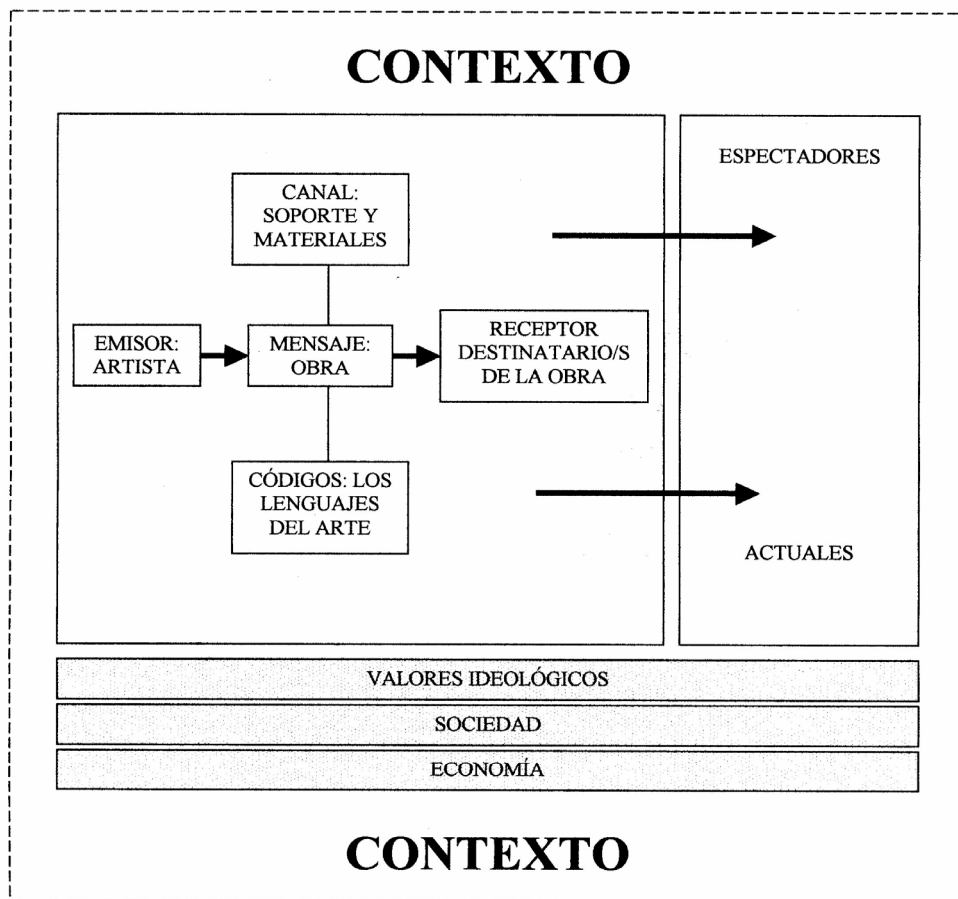 CONTEXTO
ESPECTADORES
CANAL:
SOPORTE Y
MATERIALES
EMISOR:
ARTISTA
MENSAJE:
OBRA
RECEPTOR
DESTINATARIO/S
DE LA OBRA
CÓDIGOS: LOS
LENGUAJES
DEL ARTE
ACTUALES
VALORES IDEOLÓGICOS
SOCIEDAD
ECONOMÍA
CONTEXTO